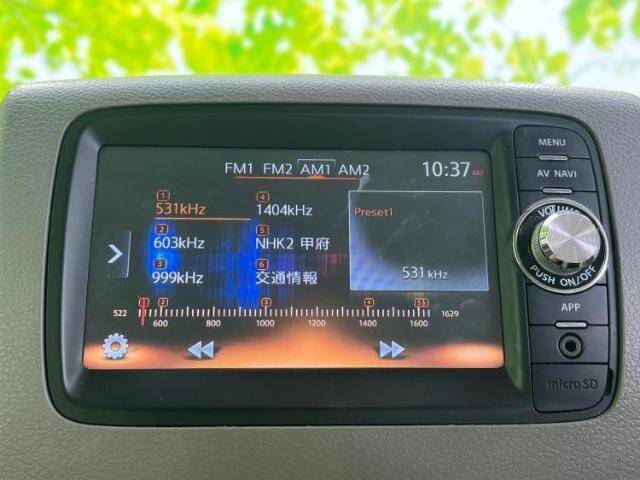 FM1 FM2 AM1 AM2
10:37 AM
1
531kHz
2
603kHz
3
999kHz
4
1404kHz
5
NHK2 甲府
6
交通情報
Preset1
531 kHz
522
600 800 1000 1200 1400 1600
1629
MENU
AV NAVI
VOLUME
PUSH ON/OFF
APP
microSD